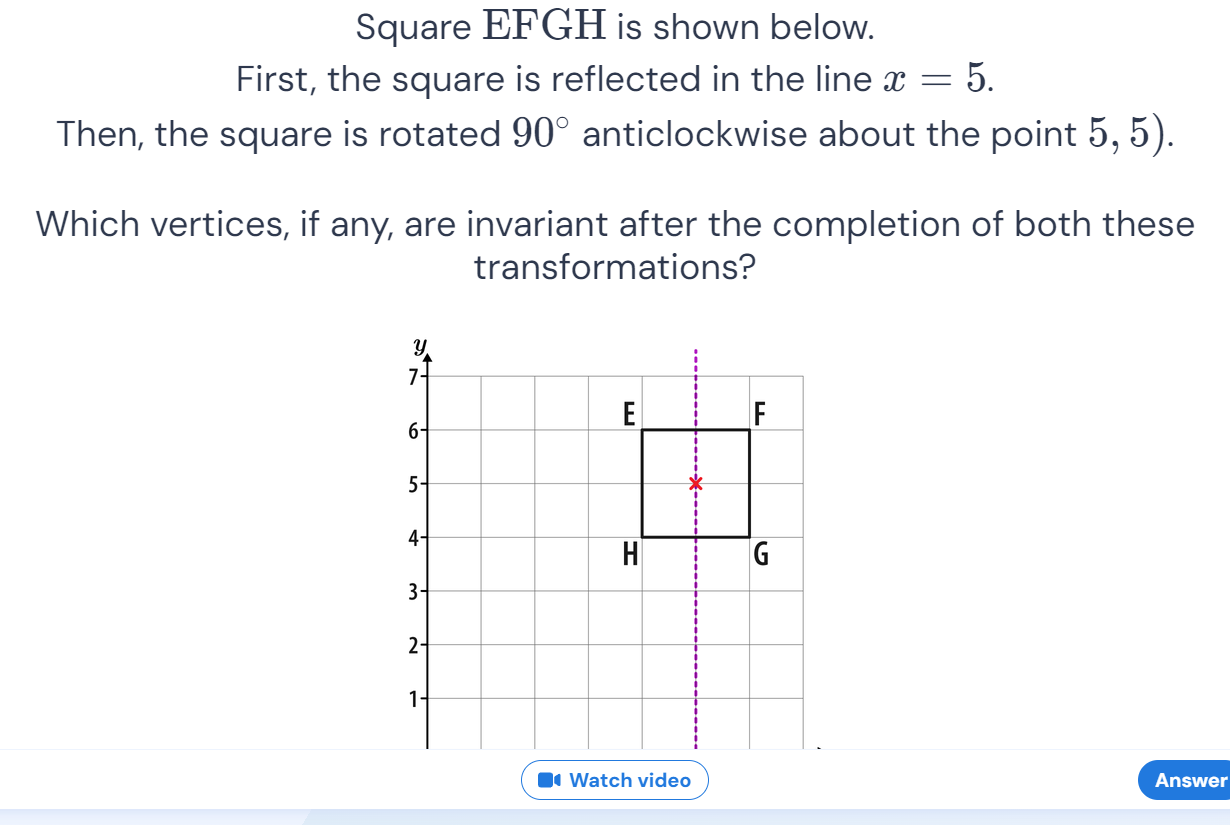 Square EFGH is shown below.
First, the square is reflected in the line x = 5.
Then, the square is rotated 90° anticlockwise about the point 5, 5).
Which vertices, if any, are invariant after the completion of both these
transformations?
y
7
E F
6
5
4
H G
3
2
1
Watch video
Answer